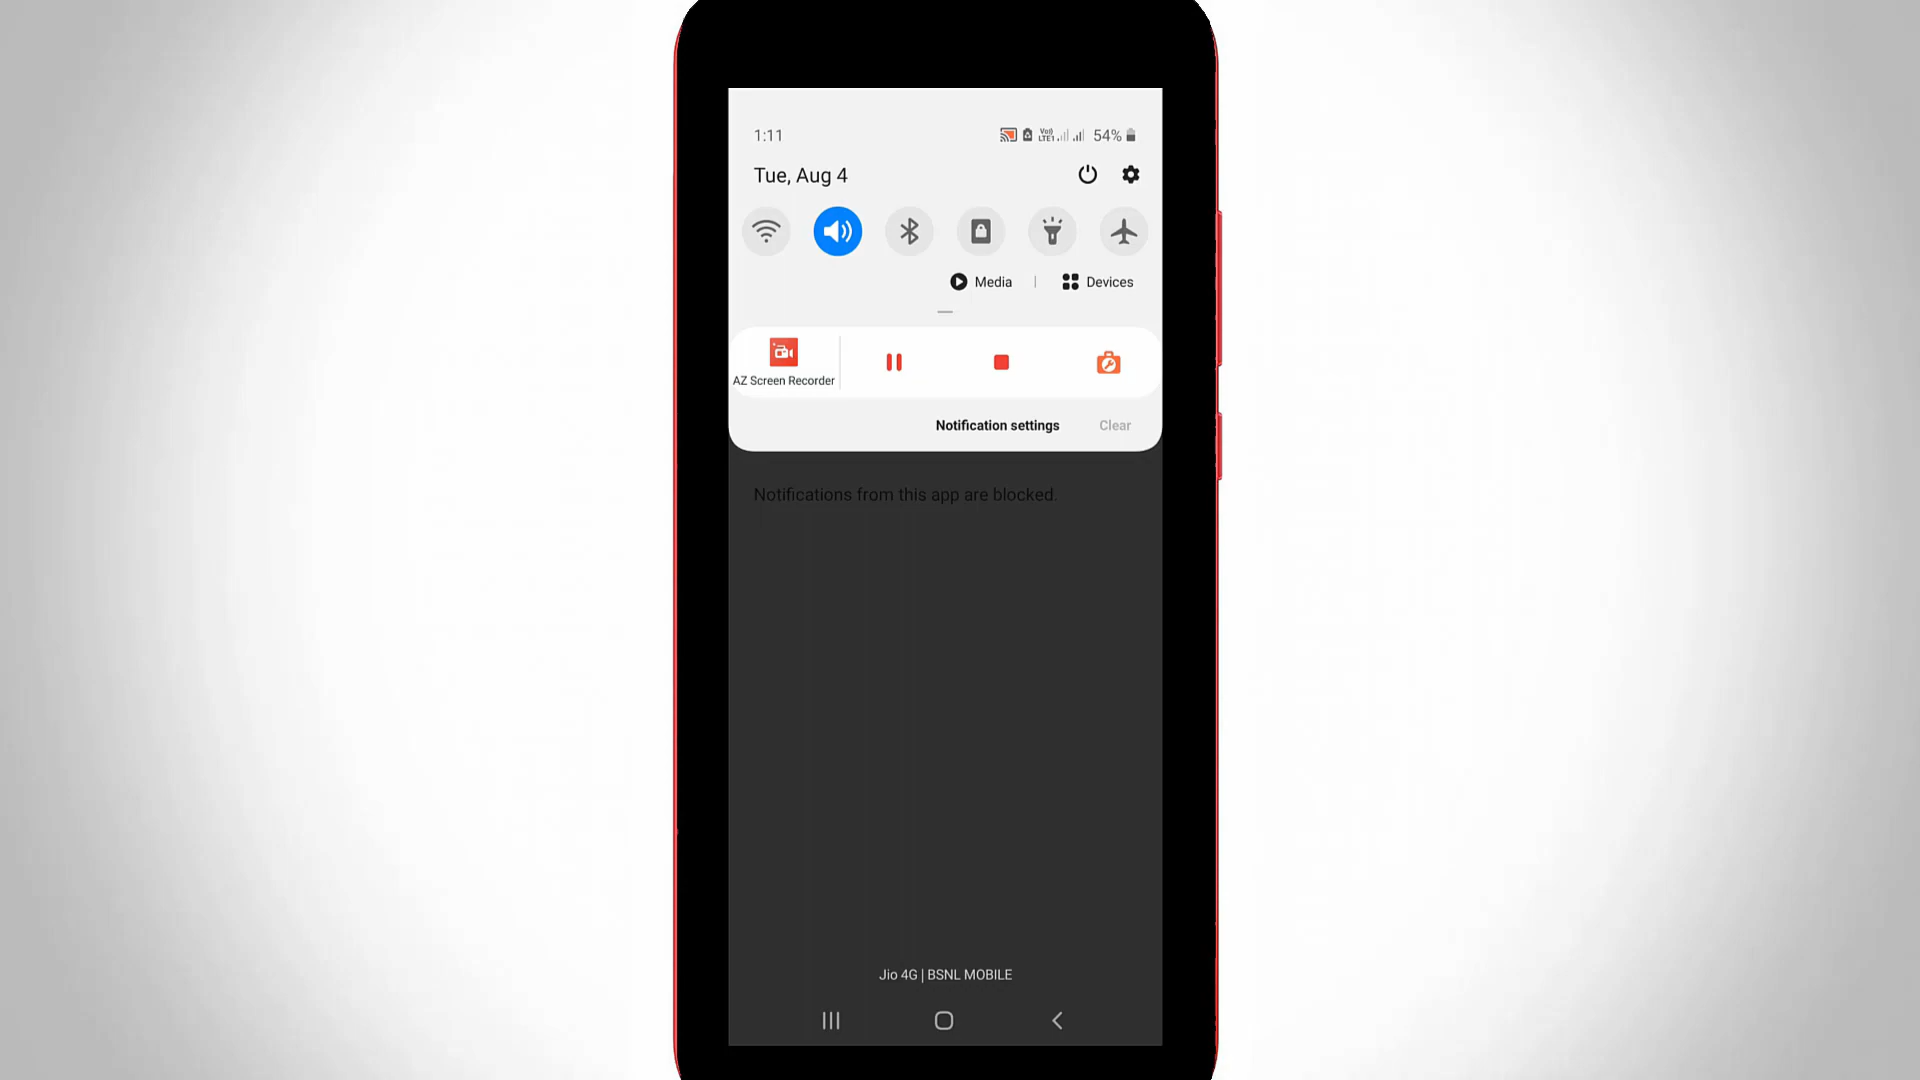 1:11
54%
Tue, Aug 4
Media
Devices
AZ Screen Recorder
Notification settings
Clear
Notifications from this app are blocked.
Jio 4G | BSNL MOBILE